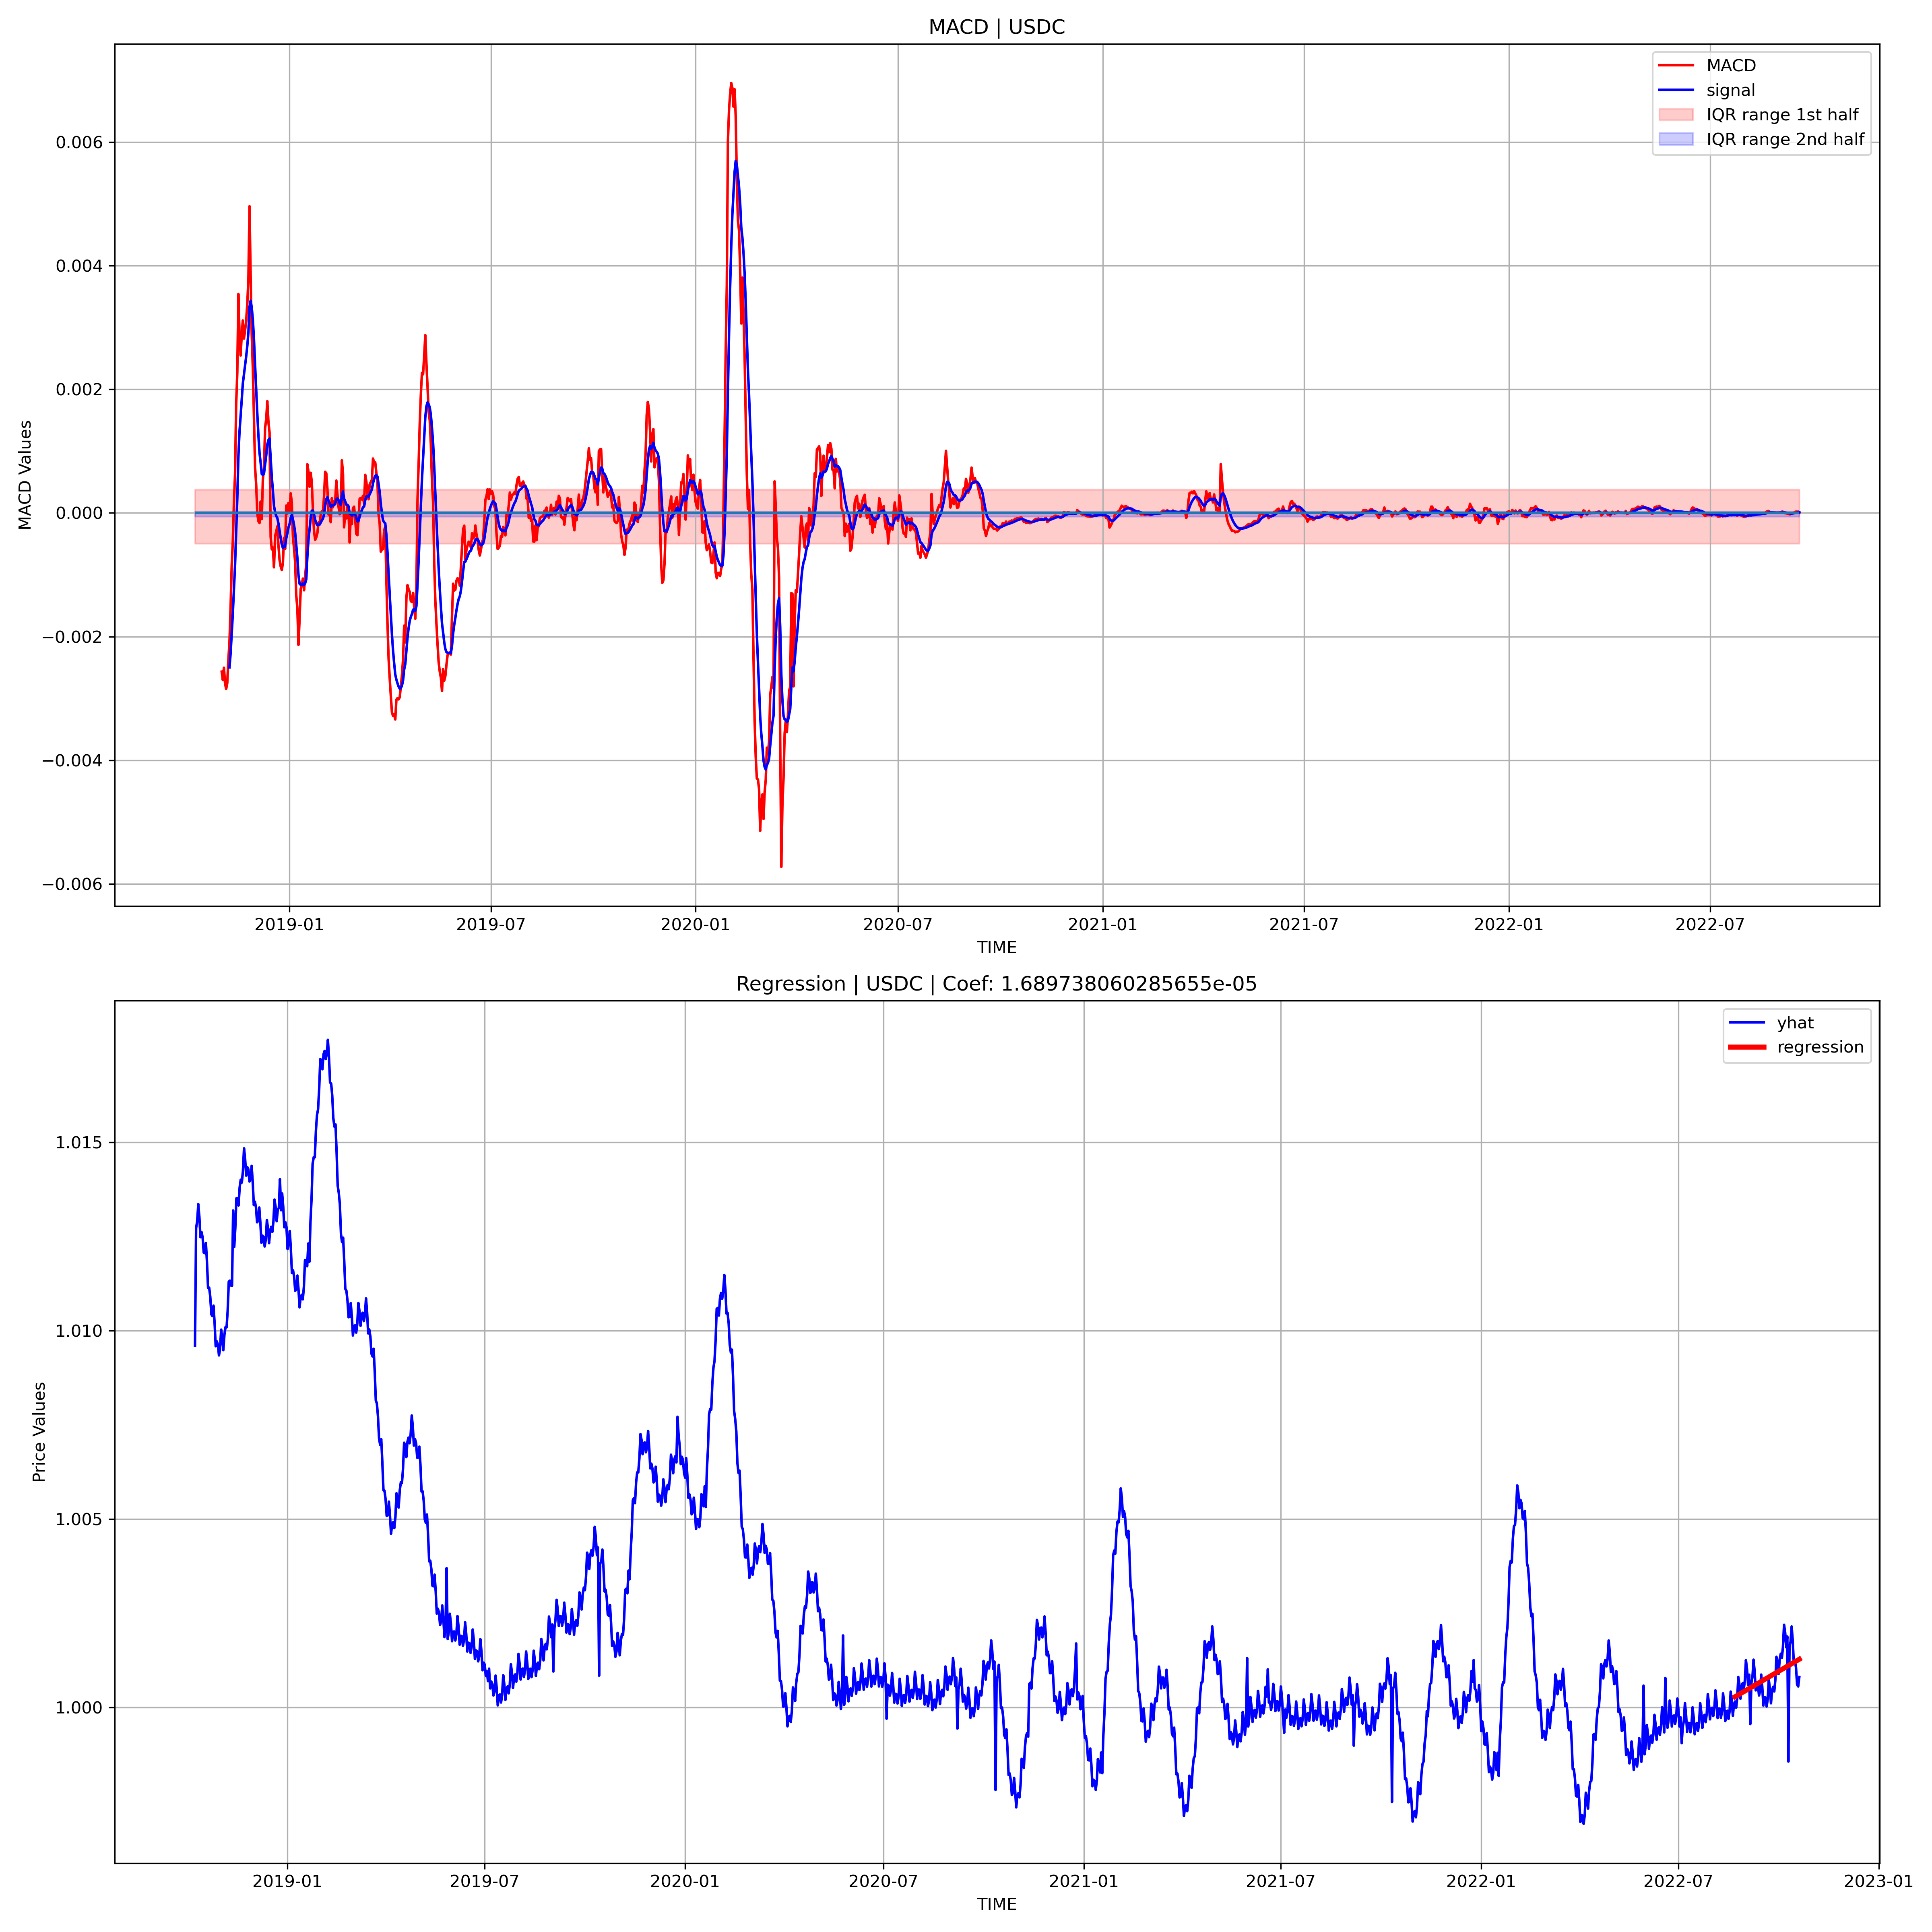 MACD | USDC
MACD
signal
IQR range 1st half
IQR range 2nd half
0.006
0.004
0.002
0.000
−0.002
−0.004
−0.006
MACD Values
2019-01 2019-07 2020-01 2020-07 2021-01 2021-07 2022-01 2022-07
TIME
Regression | USDC | Coef: 1.689738060285655e-05
yhat
regression
1.015
1.010
1.005
1.000
Price Values
2019-01 2019-07 2020-01 2020-07 2021-01 2021-07 2022-01 2022-07 2023-01
TIME